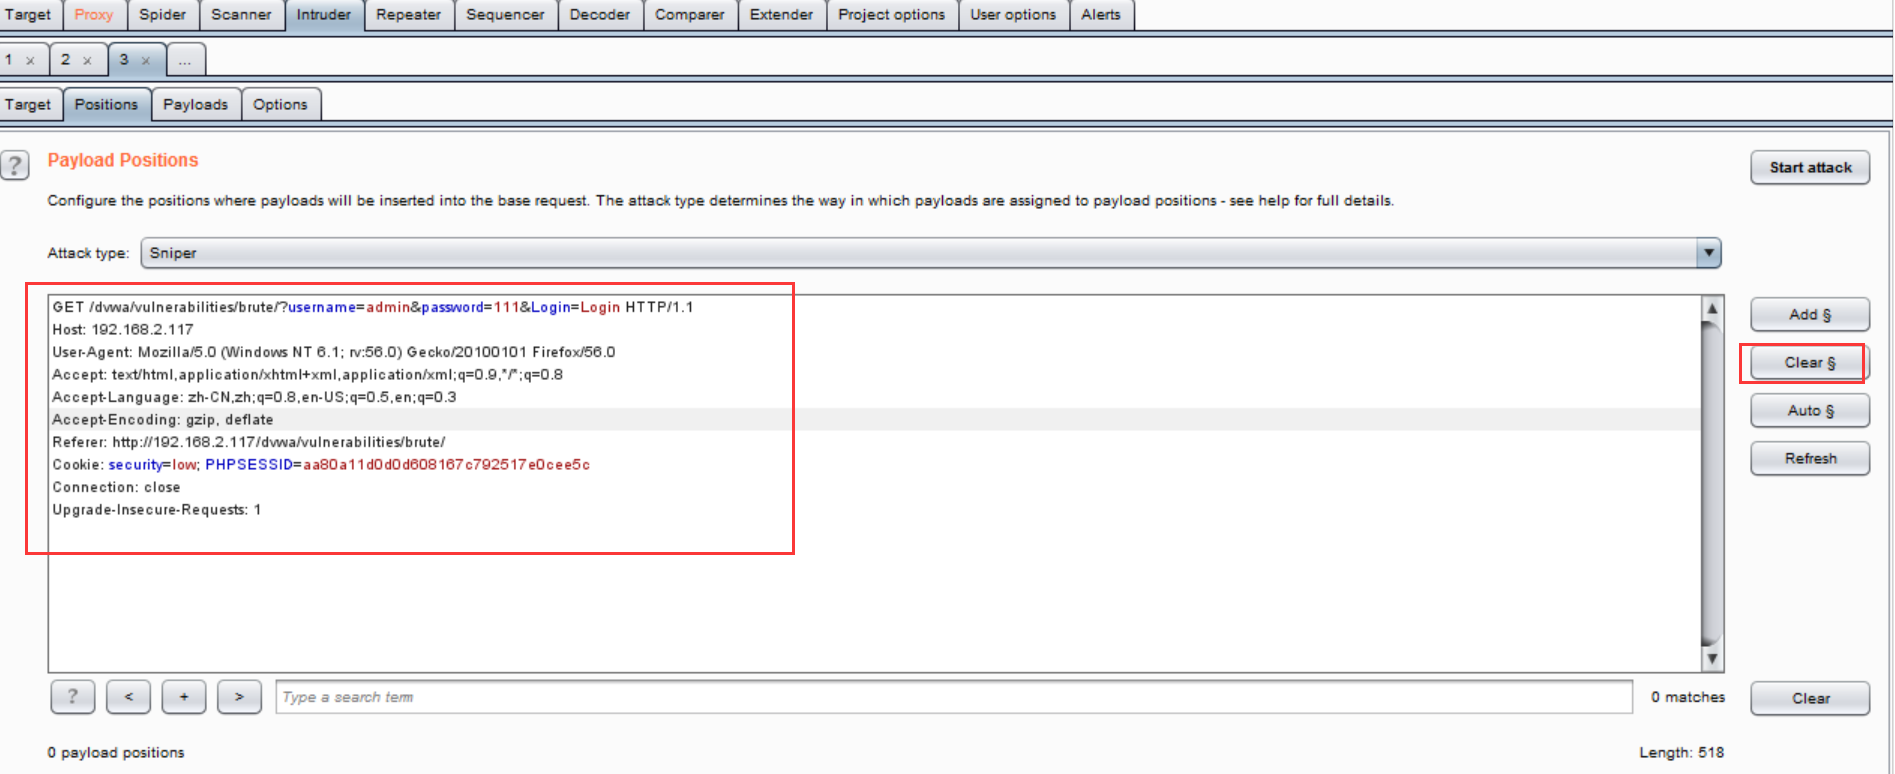 Target Proxy Spider Scanner Intruder Repeater Sequencer Decoder Comparer Extender Project options User options Alerts
1 × 2 × 3 × ...
Target Positions Payloads Options
? Payload Positions Start attack
Configure the positions where payloads will be inserted into the base request. The attack type determines the way in which payloads are assigned to payload positions - see help for full details.
Attack type: Sniper
GET /dvwa/vulnerabilities/brute/?username=admin&password=111&Login=Login HTTP/1.1
Host: 192.168.2.117
User-Agent: Mozilla/5.0 (Windows NT 6.1; rv:56.0) Gecko/20100101 Firefox/56.0
Accept: text/html,application/xhtml+xml,application/xml;q=0.9,*/*;q=0.8
Accept-Language: zh-CN,zh;q=0.8,en-US;q=0.5,en;q=0.3
Accept-Encoding: gzip, deflate
Referer: http://192.168.2.117/dvwa/vulnerabilities/brute/
Cookie: security=low; PHPSESSID=aa80a11d0d0d608167c792517e0cee5c
Connection: close
Upgrade-Insecure-Requests: 1
Add §
Clear §
Auto §
Refresh
? < + > Type a search term 0 matches Clear
0 payload positions Length: 518